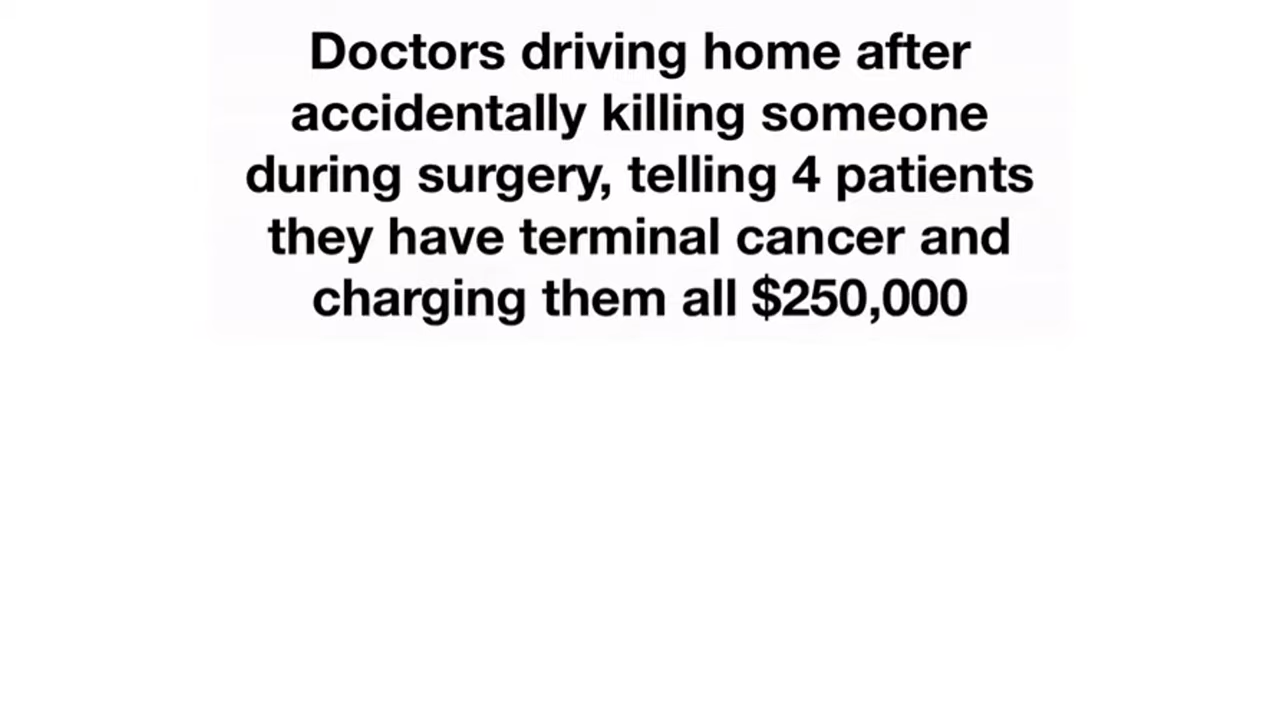 Doctors driving home after
accidentally killing someone
during surgery, telling 4 patients
they have terminal cancer and
charging them all $250,000